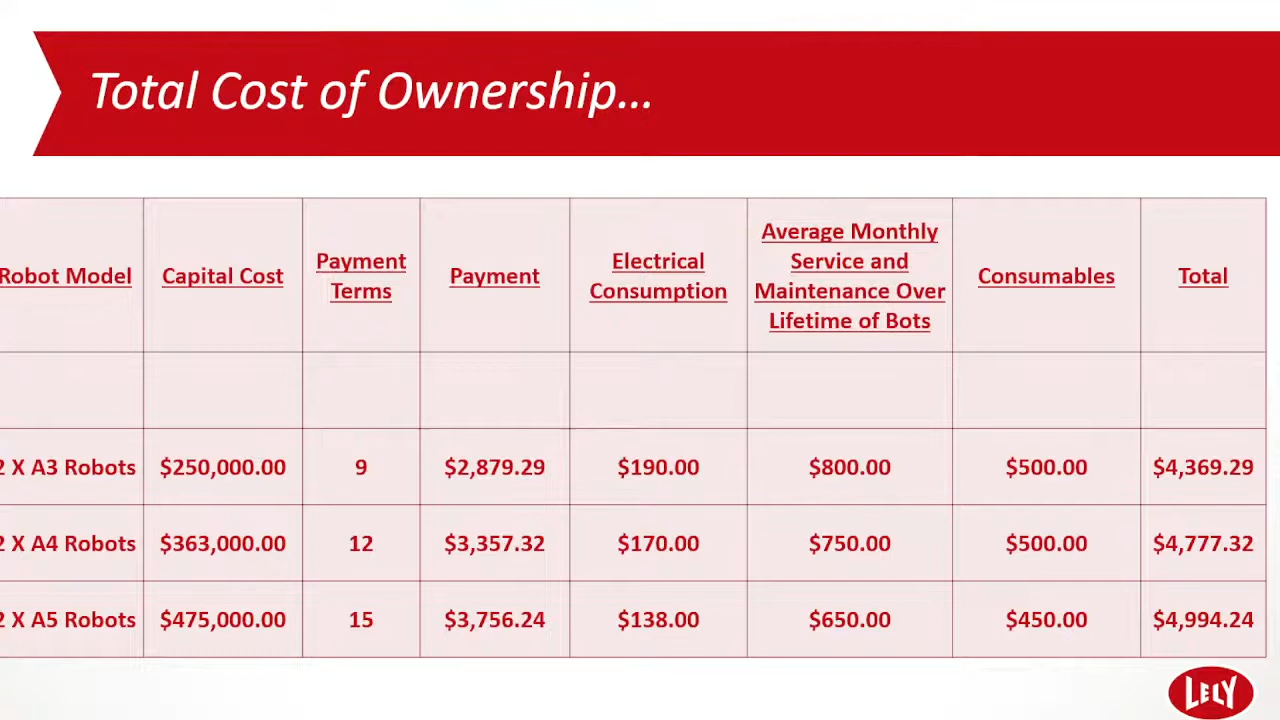 Total Cost of Ownership...
Robot Model
Capital Cost
Payment
Terms
Payment
Electrical
Consumption
Average Monthly
Service and
Maintenance Over
Lifetime of Bots
Consumables
Total
2 X A3 Robots $250,000.00 9 $2,879.29 $190.00 $800.00 $500.00 $4,369.29
2 X A4 Robots $363,000.00 12 $3,357.32 $170.00 $750.00 $500.00 $4,777.32
2 X A5 Robots $475,000.00 15 $3,756.24 $138.00 $650.00 $450.00 $4,994.24
LELY